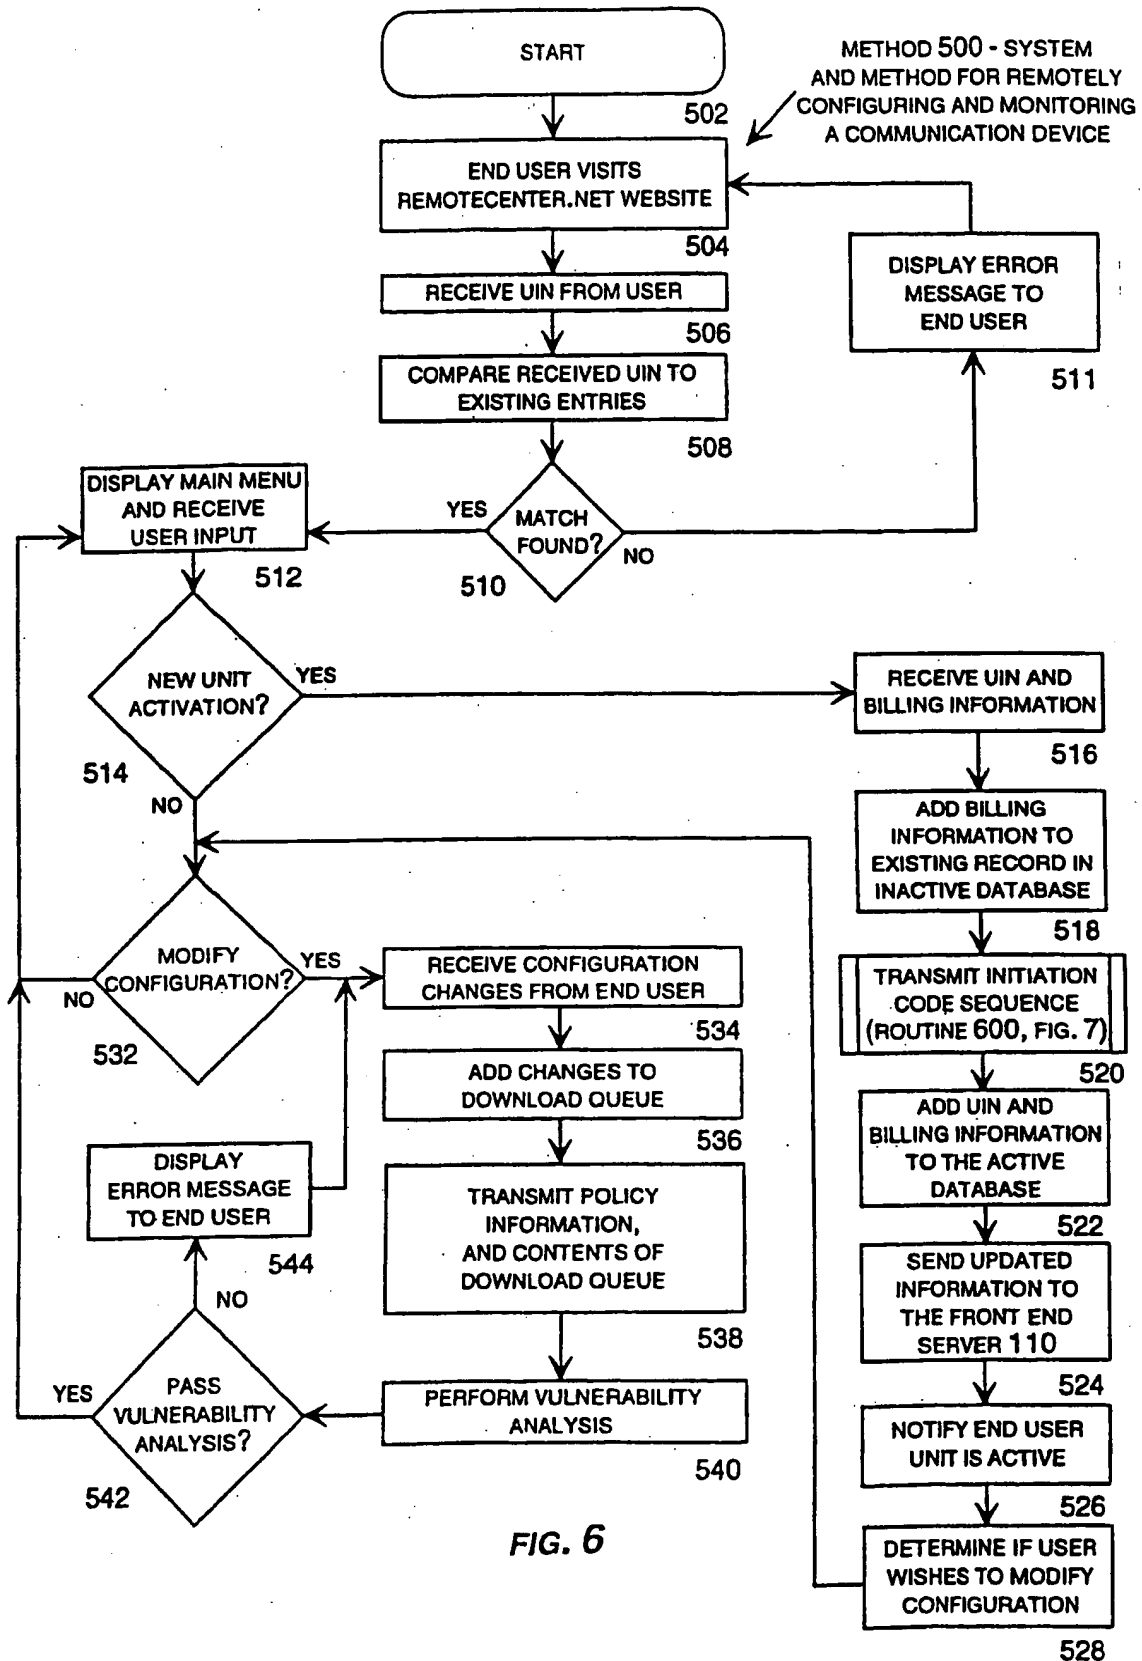 START
METHOD 500 - SYSTEM
AND METHOD FOR REMOTELY
CONFIGURING AND MONITORING
A COMMUNICATION DEVICE
502
END USER VISITS
REMOTECENTER.NET WEBSITE
504
RECEIVE UIN FROM USER
506
COMPARE RECEIVED UIN TO
EXISTING ENTRIES
508
DISPLAY ERROR
MESSAGE TO
END USER
511
MATCH
FOUND?
YES
NO
510
DISPLAY MAIN MENU
AND RECEIVE
USER INPUT
512
NEW UNIT
ACTIVATION?
YES
514
NO
RECEIVE UIN AND
BILLING INFORMATION
516
ADD BILLING
INFORMATION TO
EXISTING RECORD IN
INACTIVE DATABASE
518
TRANSMIT INITIATION
CODE SEQUENCE
(ROUTINE 600, FIG. 7)
520
ADD UIN AND
BILLING INFORMATION
TO THE ACTIVE
DATABASE
522
SEND UPDATED
INFORMATION TO
THE FRONT END
SERVER 110
524
NOTIFY END USER
UNIT IS ACTIVE
526
DETERMINE IF USER
WISHES TO MODIFY
CONFIGURATION
528
MODIFY
CONFIGURATION?
YES
NO
532
RECEIVE CONFIGURATION
CHANGES FROM END USER
534
ADD CHANGES TO
DOWNLOAD QUEUE
536
TRANSMIT POLICY
INFORMATION,
AND CONTENTS OF
DOWNLOAD QUEUE
538
PERFORM VULNERABILITY
ANALYSIS
540
PASS
VULNERABILITY
ANALYSIS?
YES
NO
542
DISPLAY
ERROR MESSAGE
TO END USER
544
FIG. 6